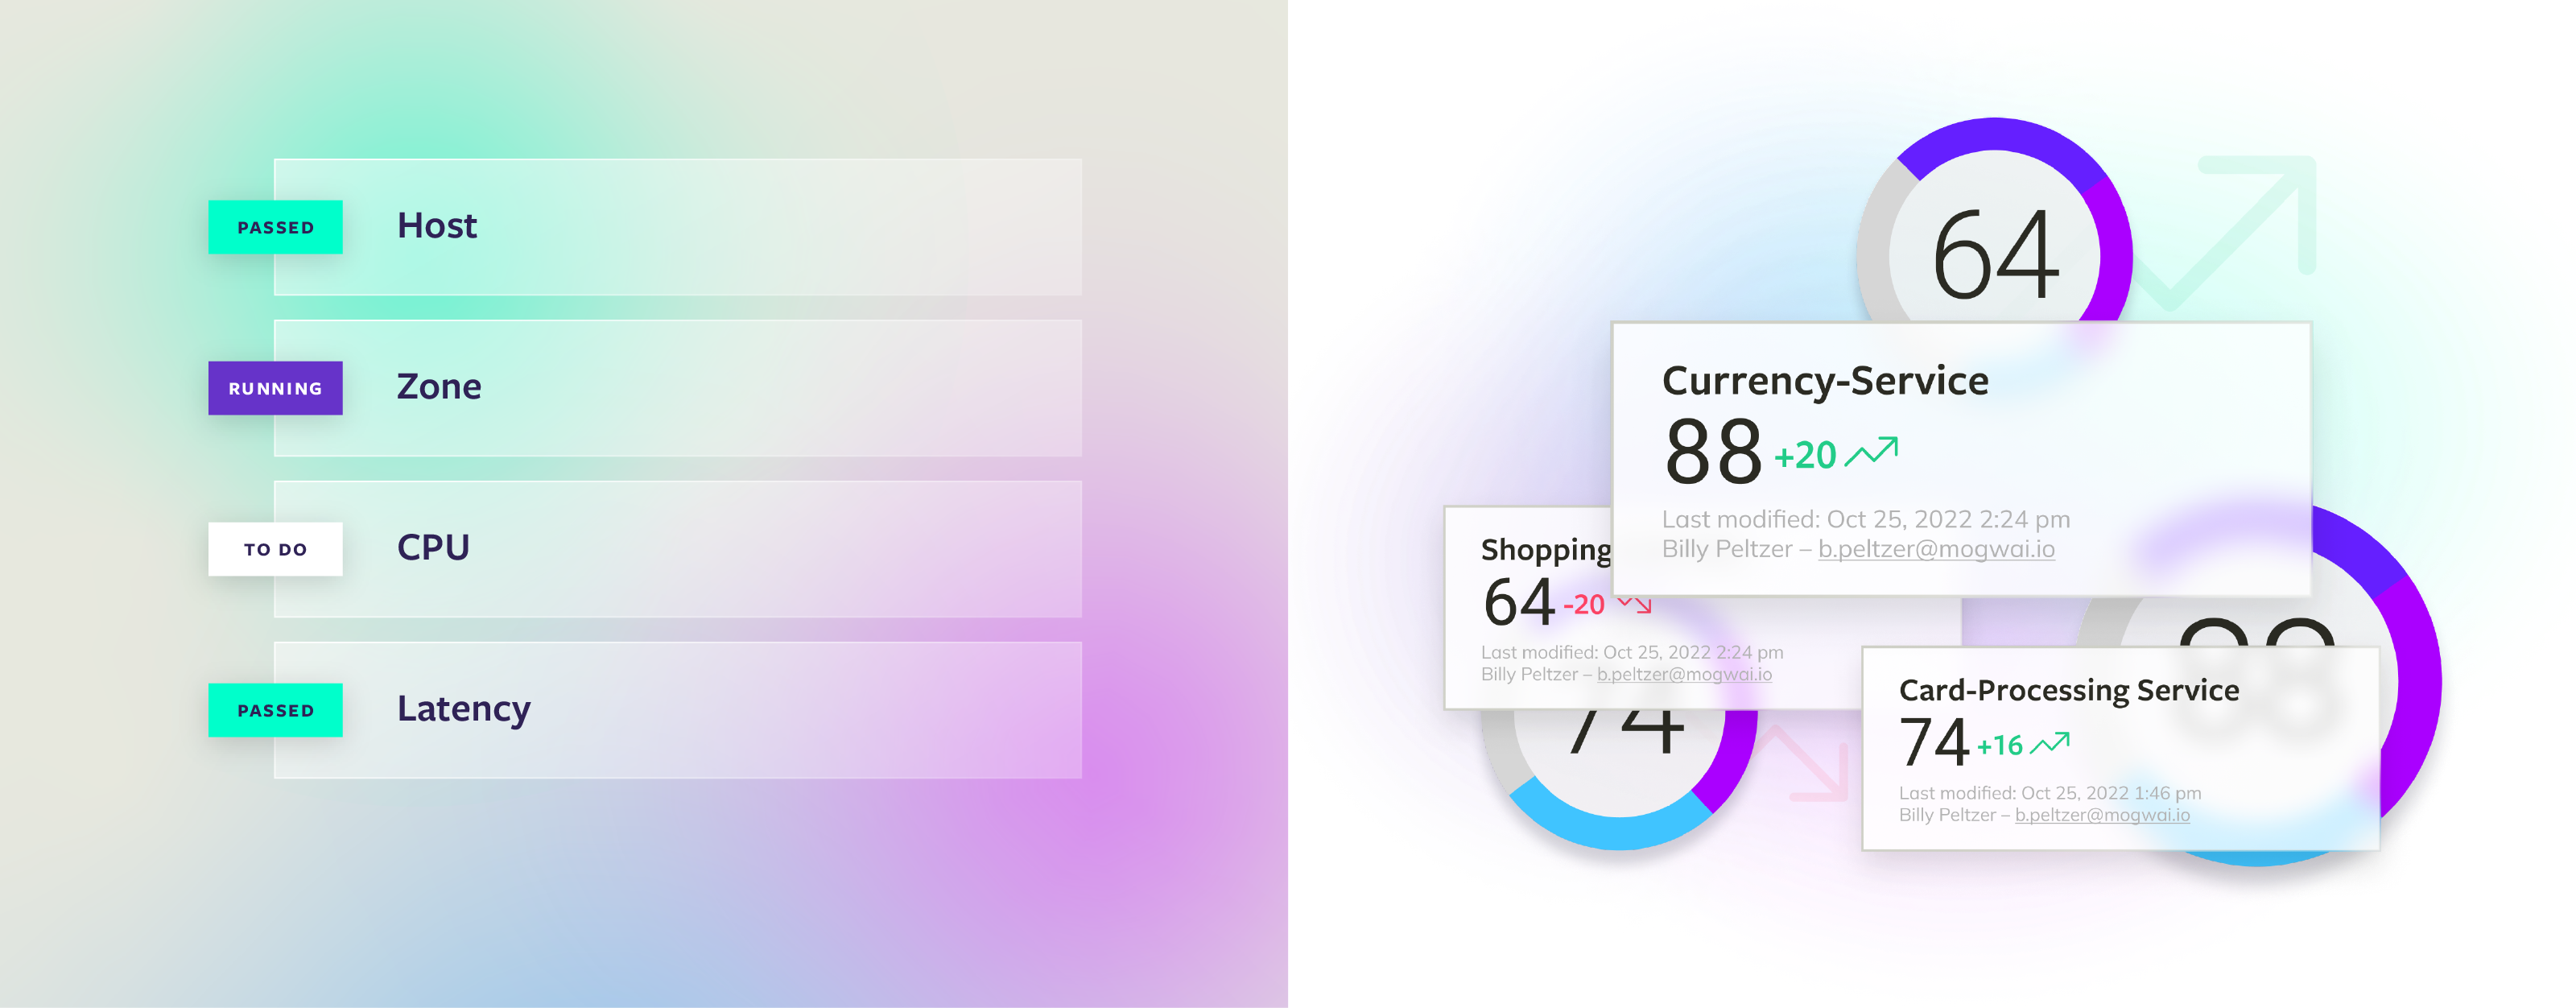 PASSED
Host
RUNNING
Zone
TO DO
CPU
PASSED
Latency
64
Currency-Service
88 +20
Last modified: Oct 25, 2022 2:24 pm
Billy Peltzer – b.peltzer@mogwai.io
Shopping
64 -20
Last modified: Oct 25, 2022 2:24 pm
Billy Peltzer – b.peltzer@mogwai.io
74
88
Card-Processing Service
74 +16
Last modified: Oct 25, 2022 1:46 pm
Billy Peltzer – b.peltzer@mogwai.io